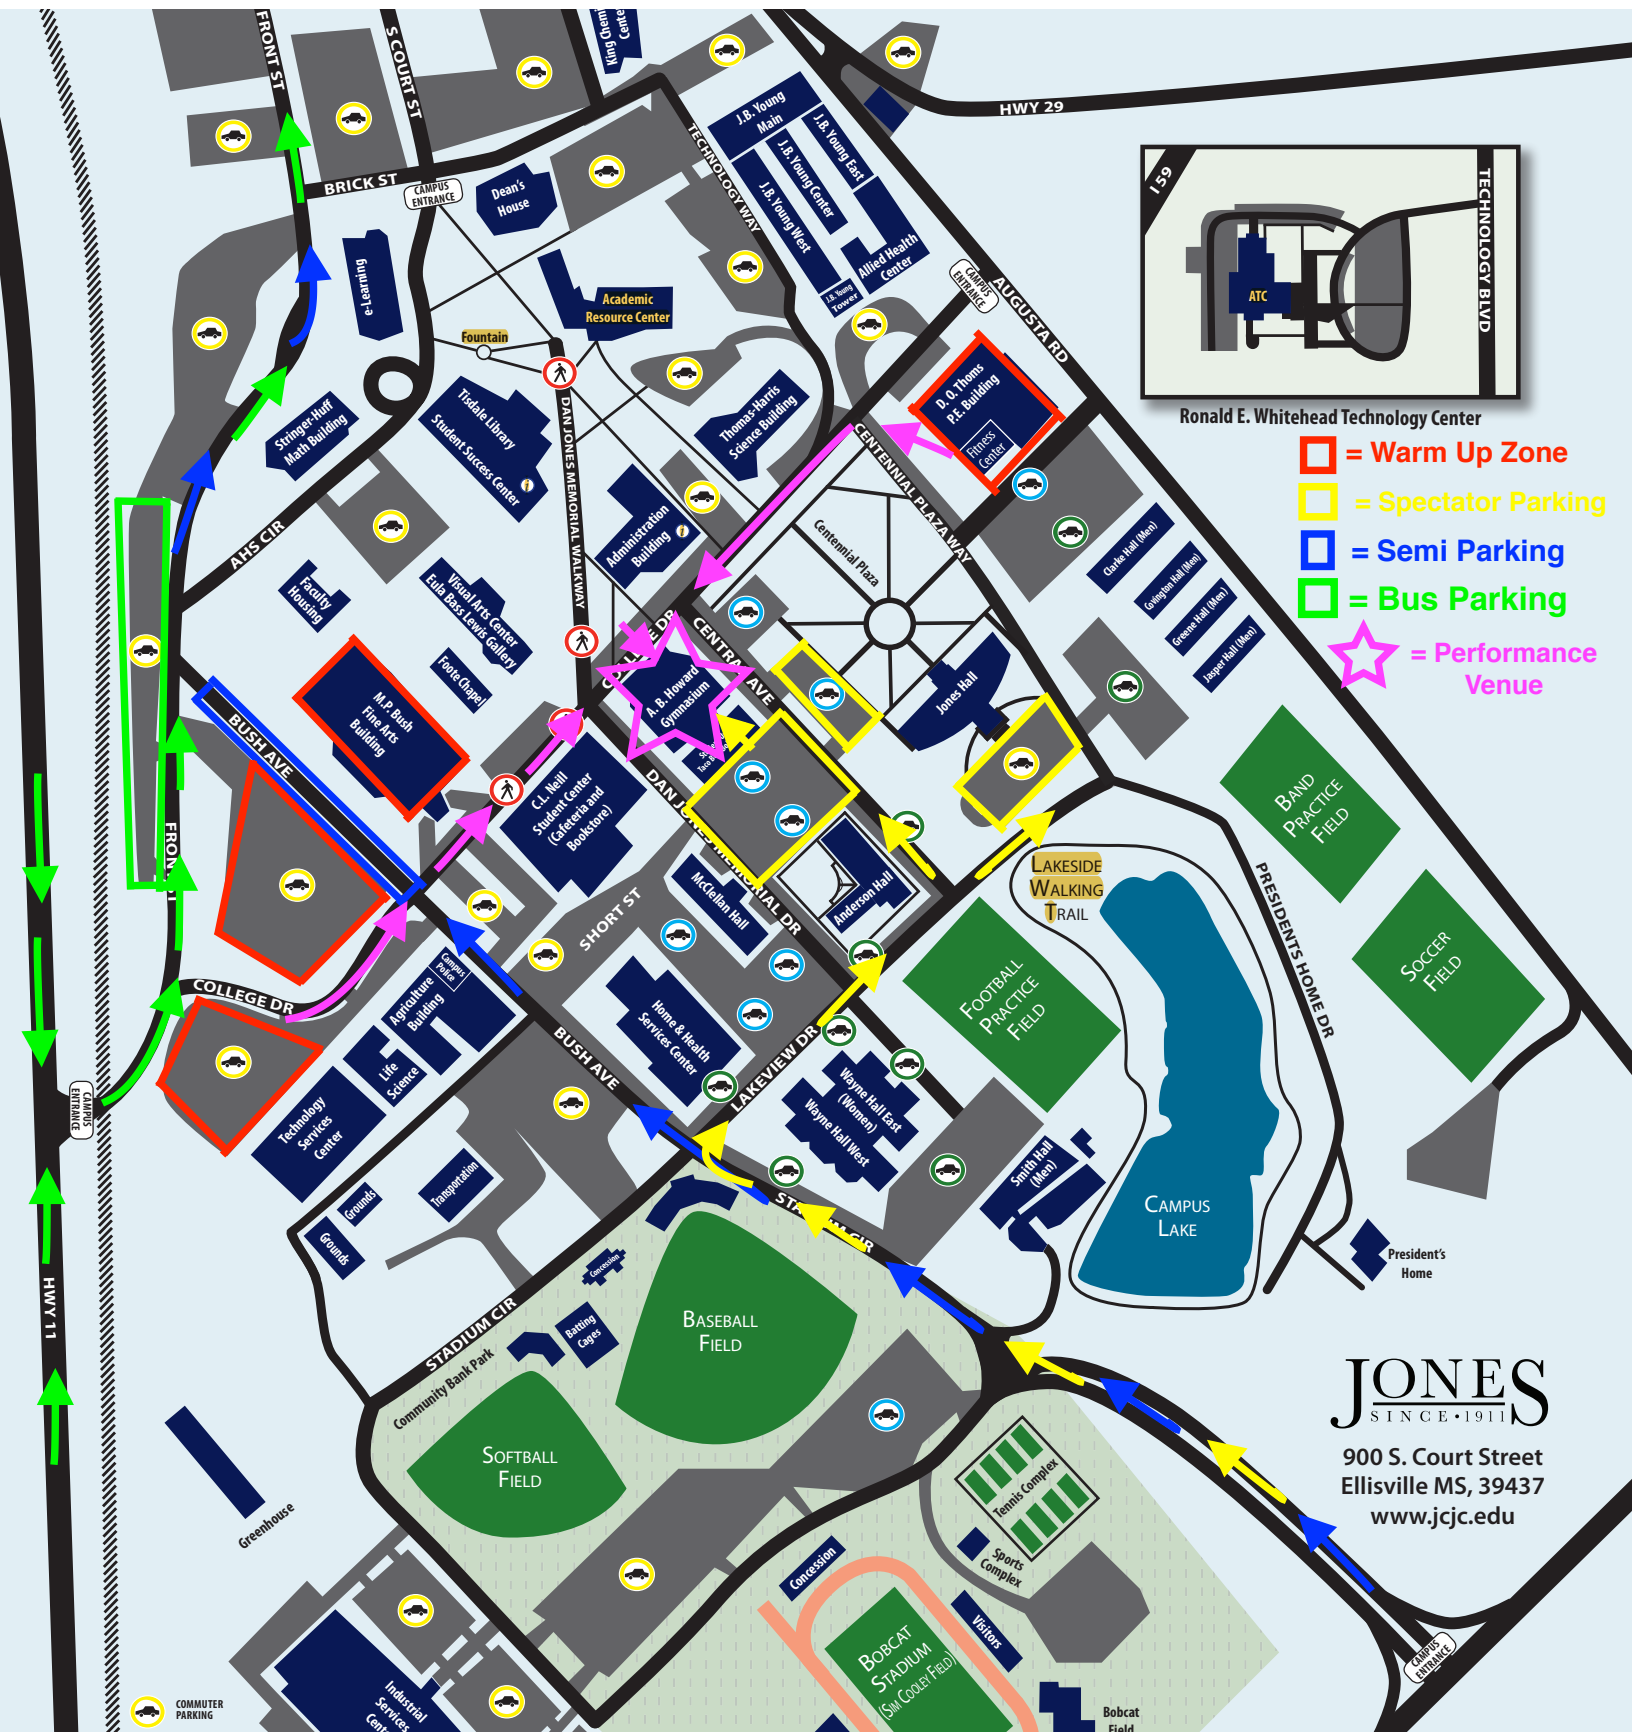 FRONT ST
S COURT ST
King Chem
Cente
HWY 29
J.B. Young
Main
J.B. Young East
J.B. Young Center
J.B. Young West
Allied Health
Center
J.B. Young
Tower
TECHNOLOGY WAY
BRICK ST
CAMPUS
ENTRANCE
Dean's
House
e-Learning
Academic
Resource Center
Fountain
CAMPUS
ENTRANCE
AUGUSTA RD
I 59
TECHNOLOGY BLVD
ATC
Ronald E. Whitehead Technology Center
= Warm Up Zone
= Spectator Parking
= Semi Parking
= Bus Parking
= Performance
Venue
Stringer-Huff
Math Building
Tisdale Library
Student Success Center
DAN JONES MEMORIAL WALKWAY
Thomas-Harris
Science Building
D. O. Thoms
P.E. Building
Fitness
Center
CENTENNIAL PLAZA WAY
Centennial Plaza
Administration
Building
AHS CIR
Faculty
Housing
Visual Arts Center
Eula Bass Lewis Gallery
Foote Chapel
Clarke Hall (Men)
Covington Hall (Men)
Greene Hall (Men)
Jasper Hall (Men)
M.P. Bush
Fine Arts
Building
BUSH AVE
CENTRAL AVE
A. B. Howard
Gymnasium
Jones Hall
C.L. Neill
Student Center
(Cafeteria and
Bookstore)
DAN JONES MEMORIAL DR
BAND
PRACTICE
FIELD
McClellan Hall
Anderson Hall
SHORT ST
LAKESIDE
WALKING
TRAIL
PRESIDENTS HOME DR
SOCCER
FIELD
FOOTBALL
PRACTICE
FIELD
COLLEGE DR
Campus
Police
Agriculture
Building
Life
Science
Technology
Services
Center
Home & Health
Services Center
BUSH AVE
LAKEVIEW DR
Wayne Hall East
(Women)
Wayne Hall West
CAMPUS
ENTRANCE
Smith Hall
(Men)
CAMPUS
LAKE
Transportation
Grounds
Grounds
President's
Home
Concession
HWY 11
STADIUM CIR
Batting
Cages
BASEBALL
FIELD
Community Bank Park
SOFTBALL
FIELD
Greenhouse
JONES
SINCE•1911
900 S. Court Street
Ellisville MS, 39437
www.jcjc.edu
Tennis Complex
Sports
Complex
Concession
Visitors
BOBCAT
STADIUM
(SIM COOLEY FIELD)
CAMPUS
ENTRANCE
Industrial
Services
COMMUTER
PARKING
Bobcat
Field